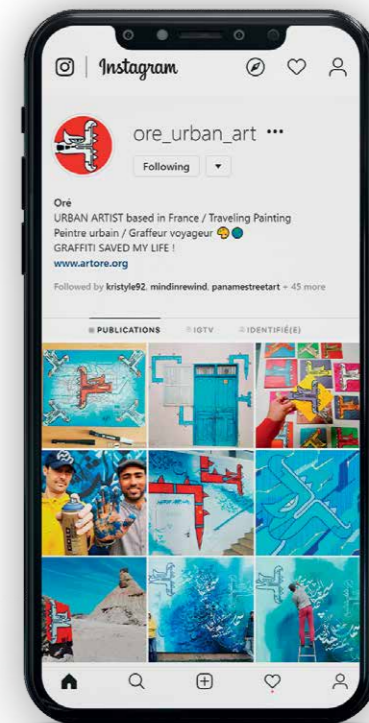 Instagram
ore_urban_art •••
Following
Oré
URBAN ARTIST based in France / Traveling Painting
Peintre urbain / Graffeur voyageur 🎨🌍
GRAFFITI SAVED MY LIFE !
www.artore.org
Followed by kristyle92, mindinrewind, panamestreetart + 45 more
PUBLICATIONS
IGTV
IDENTIFIÉ(E)
GOLD